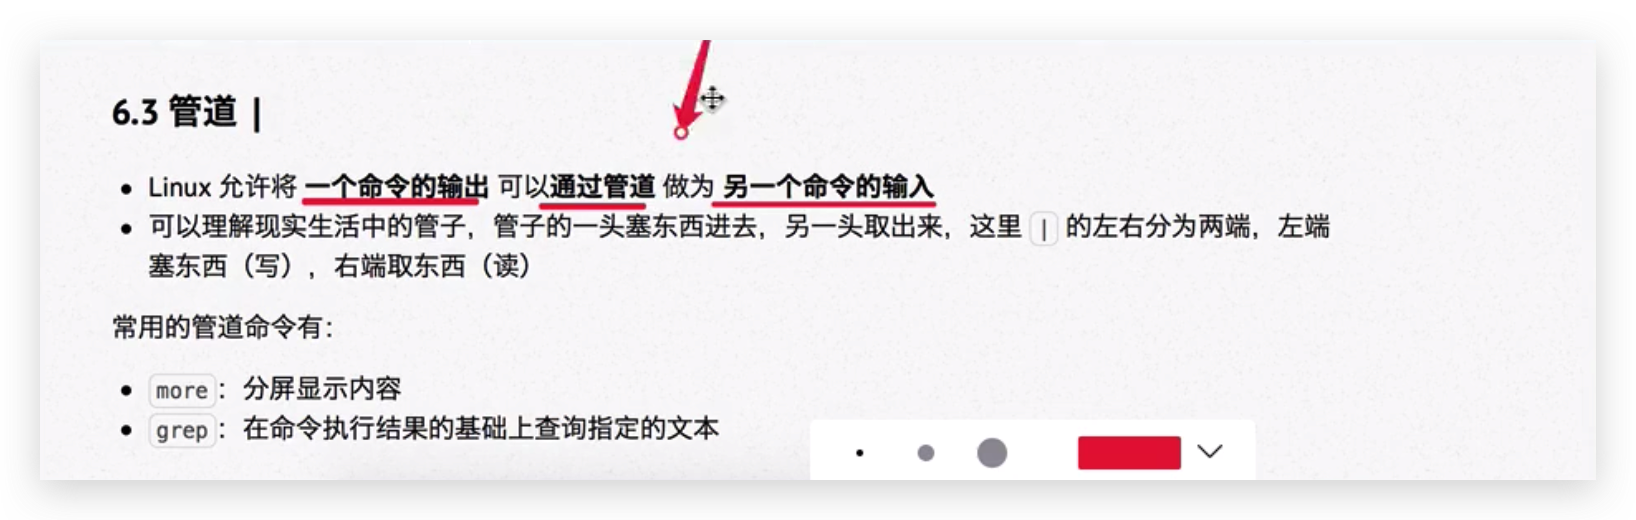 6.3 管道 |
Linux 允许将 一个命令的输出 可以通过管道 做为 另一个命令的输入
可以理解现实生活中的管子，管子的一头塞东西进去，另一头取出来，这里 | 的左右分为两端，左端
塞东西（写），右端取东西（读）
常用的管道命令有：
more：分屏显示内容
grep：在命令执行结果的基础上查询指定的文本